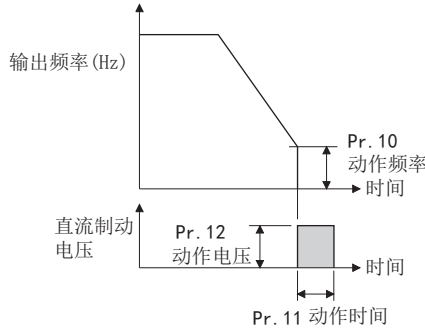 输出频率(Hz)
Pr.10
动作频率
时间
直流制动
电压
Pr.12
动作电压
时间
Pr.11 动作时间